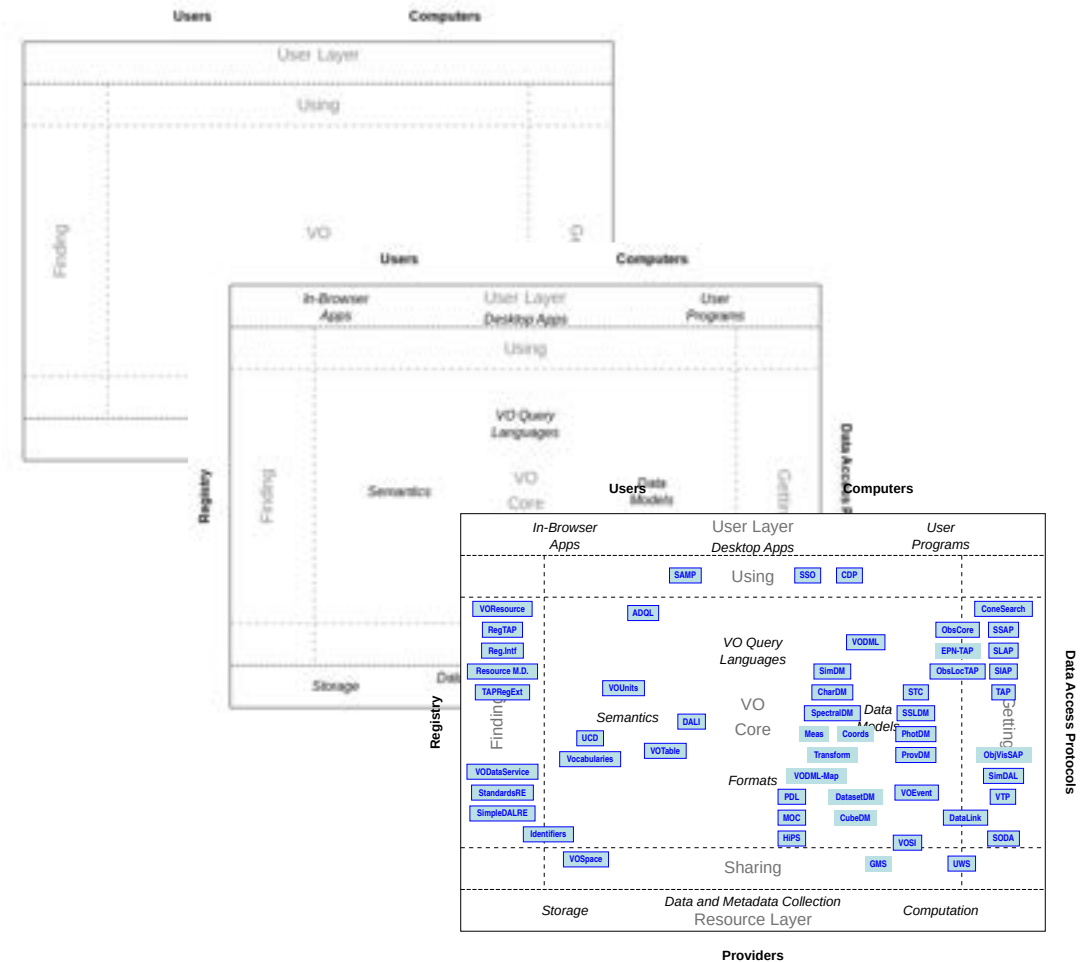 Users
Computers
User Layer
Using
Finding
VO
Users
Computers
In-Browser
Apps
User Layer
Desktop Apps
User
Programs
Using
VO Query
Languages
Finding
Semantics
VO
Core
Data
Models
Registry
Storage
Users
Computers
In-Browser
Apps
User Layer
Desktop Apps
User
Programs
SAMP
Using
SSO
CDP
VOResource
RegTAP
Reg.Intf
Resource M.D.
TAPRegExt
Finding
Registry
VODataService
StandardsRE
SimpleDALRE
Identifiers
ADQL
VO Query
Languages
VOUnits
Semantics
DALI
UCD
Vocabularies
VOTable
VO
Core
Formats
VODML
SimDM
CharDM
SpectralDM
Data
Models
Meas
Coords
Transform
VODML-Map
PDL
DatasetDM
MOC
CubeDM
HiPS
ObsCore
EPN-TAP
ObsLocTAP
STC
SSLDM
PhotDM
ProvDM
VOEvent
DataLink
VOSI
ConeSearch
SSAP
SLAP
SIAP
TAP
Getting
ObjVisSAP
SimDAL
VTP
SODA
Data Access Protocols
VOSpace
Sharing
GMS
UWS
Storage
Data and Metadata Collection
Resource Layer
Computation
Providers